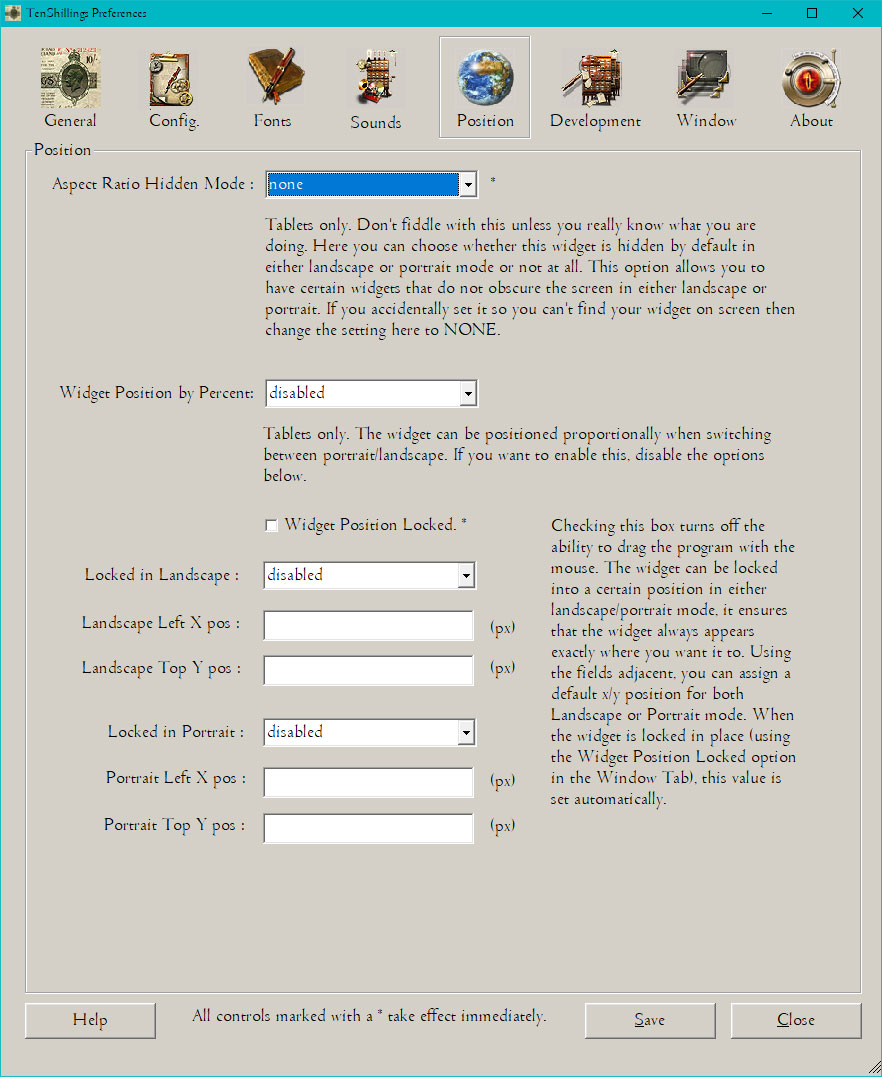 TenShillings Preferences
General
Config.
Fonts
Sounds
Position
Development
Window
About
Position
Aspect Ratio Hidden Mode :
none
*
Tablets only. Don't fiddle with this unless you really know what you are
doing. Here you can choose whether this widget is hidden by default in
either landscape or portrait mode or not at all. This option allows you to
have certain widgets that do not obscure the screen in either landscape or
portrait. If you accidentally set it so you can't find your widget on screen then
change the setting here to NONE.
Widget Position by Percent:
disabled
Tablets only. The widget can be positioned proportionally when switching
between portrait/landscape. If you want to enable this, disable the options
below.
Widget Position Locked. *
Locked in Landscape :
disabled
Landscape Left X pos :
(px)
Landscape Top Y pos :
(px)
Locked in Portrait :
disabled
Portrait Left X pos :
(px)
Portrait Top Y pos :
(px)
Checking this box turns off the
ability to drag the program with the
mouse. The widget can be locked
into a certain position in either
landscape/portrait mode, it ensures
that the widget always appears
exactly where you want it to. Using
the fields adjacent, you can assign a
default x/y position for both
Landscape or Portrait mode. When
the widget is locked in place (using
the Widget Position Locked option
in the Window Tab), this value is
set automatically.
Help
All controls marked with a * take effect immediately.
Save
Close